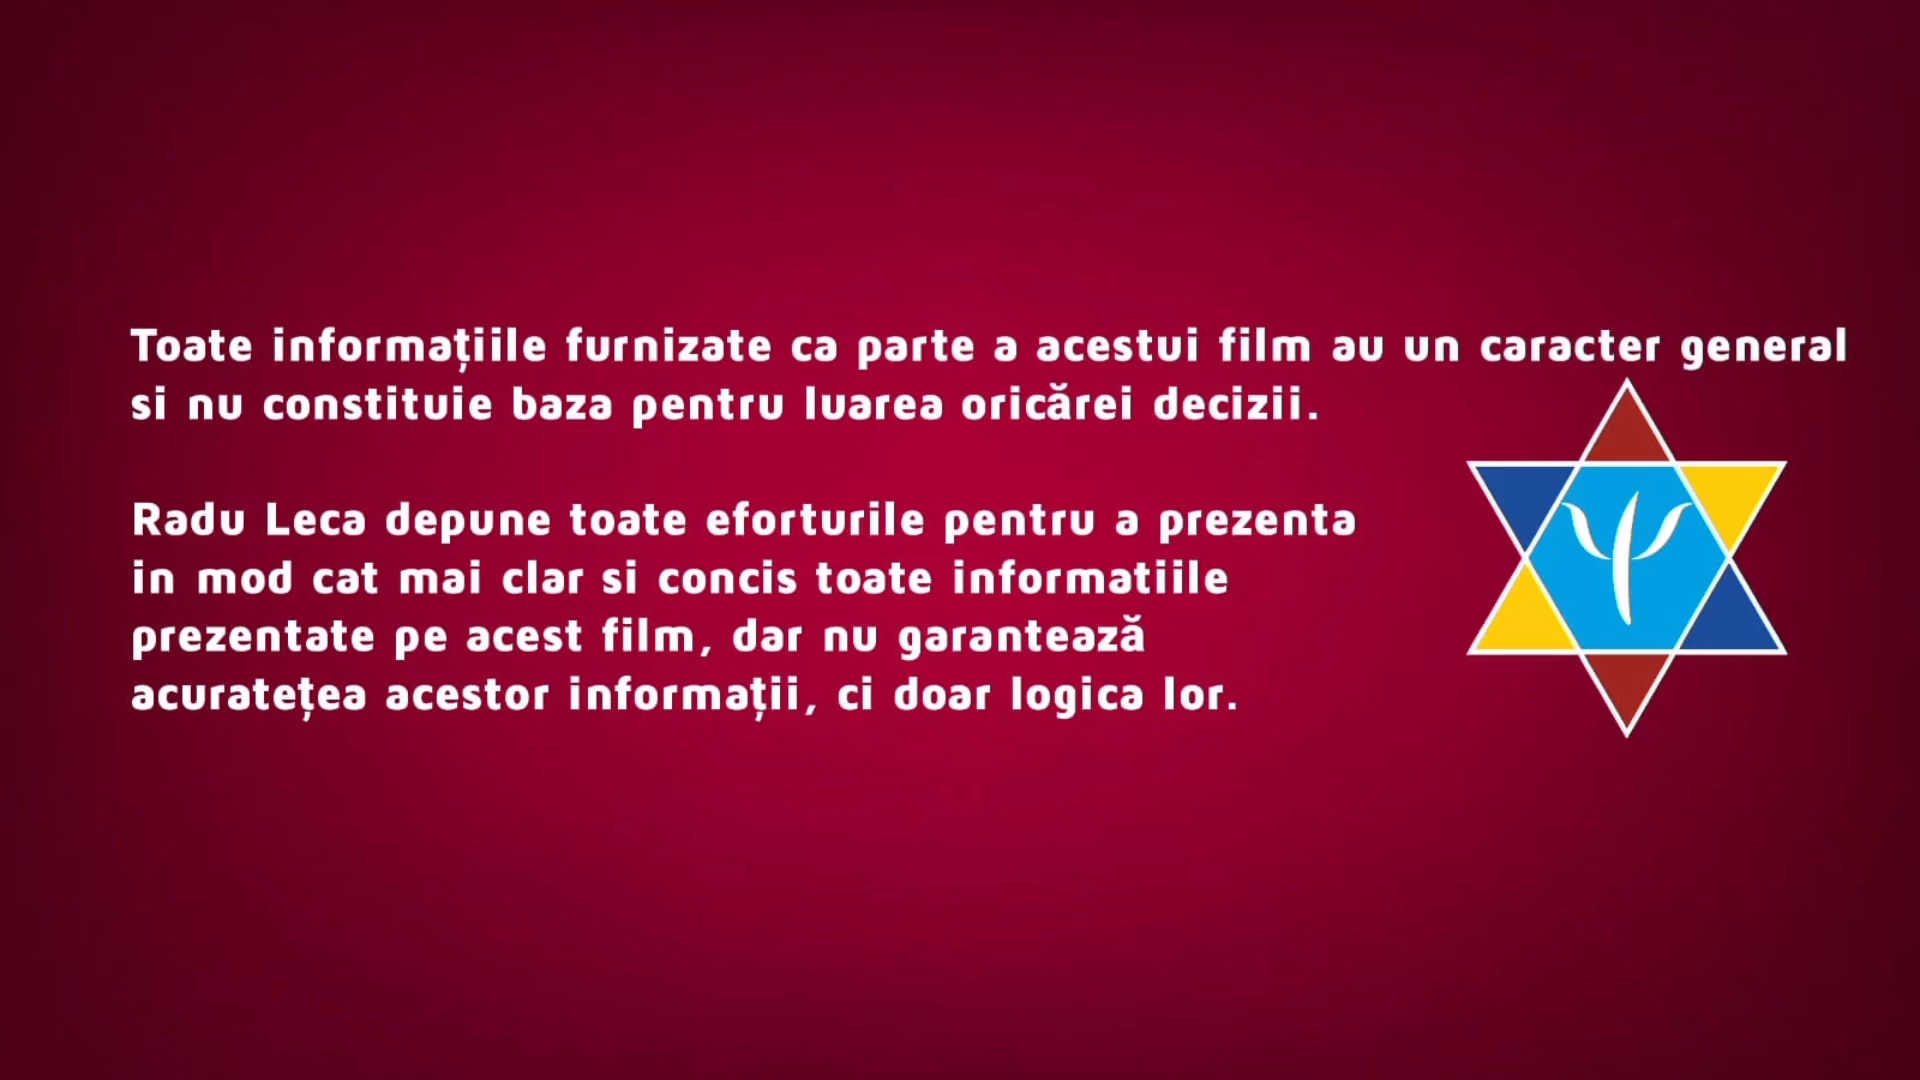 Toate informațiile furnizate ca parte a acestui film au un caracter general
si nu constituie baza pentru luarea oricărei decizii.
Radu Leca depune toate eforturile pentru a prezenta
in mod cat mai clar si concis toate informatiile
prezentate pe acest film, dar nu garantează
acuratețea acestor informații, ci doar logica lor.
Ψ